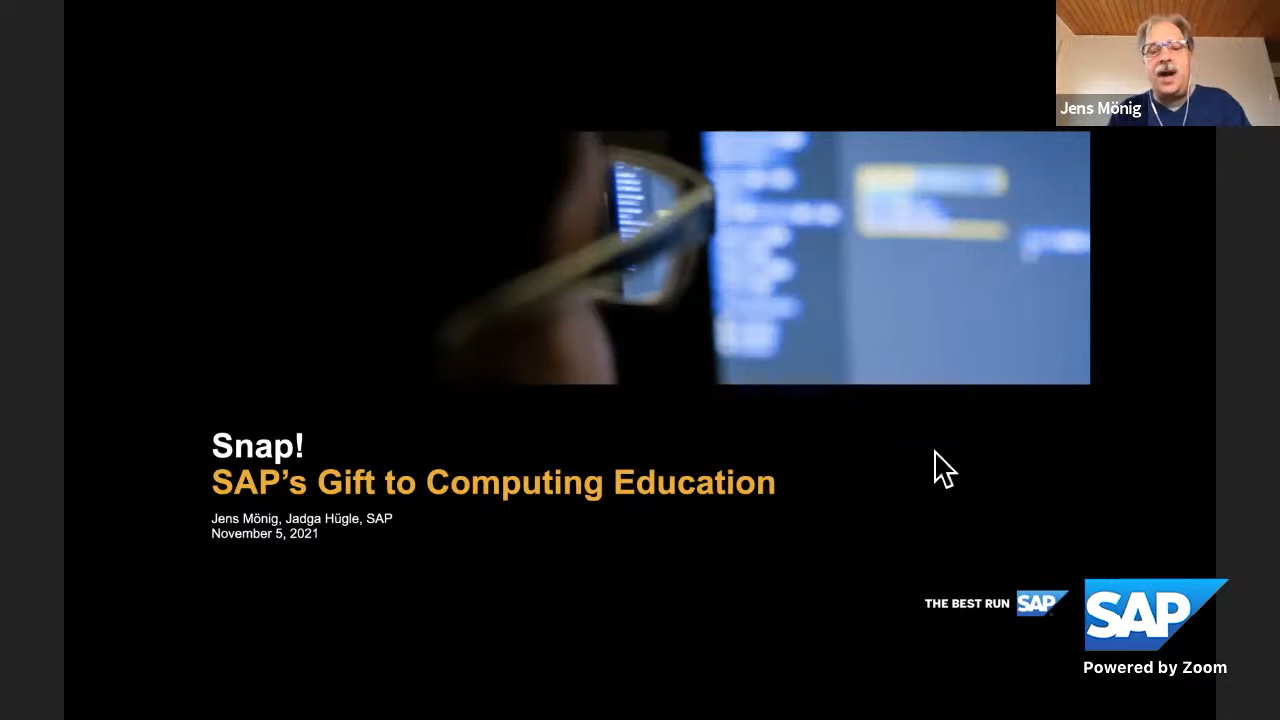 Jens Mönig
Snap!
SAP’s Gift to Computing Education
Jens Mönig, Jadga Hügle, SAP
November 5, 2021
THE BEST RUN SAP
SAP
Powered by Zoom